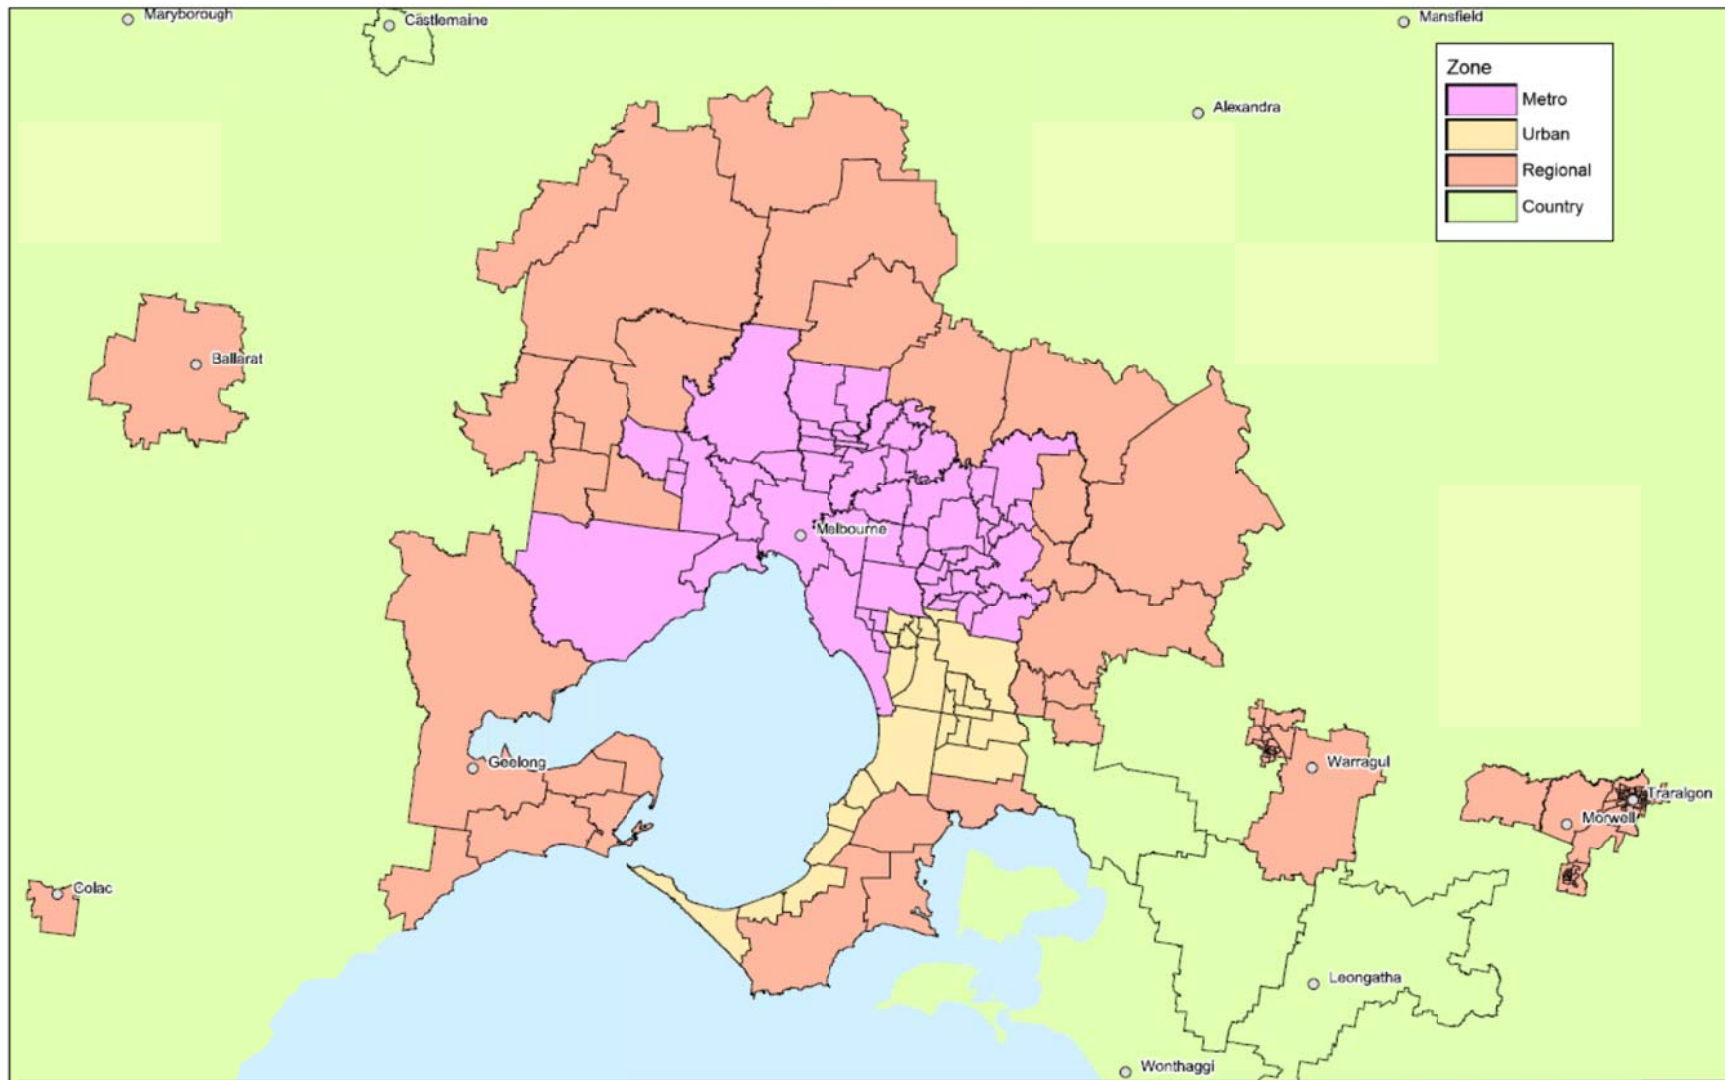 Maryborough
Castlemaine
Mansfield
Zone
Metro
Urban
Regional
Country
Alexandra
Ballarat
Melbourne
Geelong
Warragul
Traralgon
Morwell
Colac
Leongatha
Wonthaggi